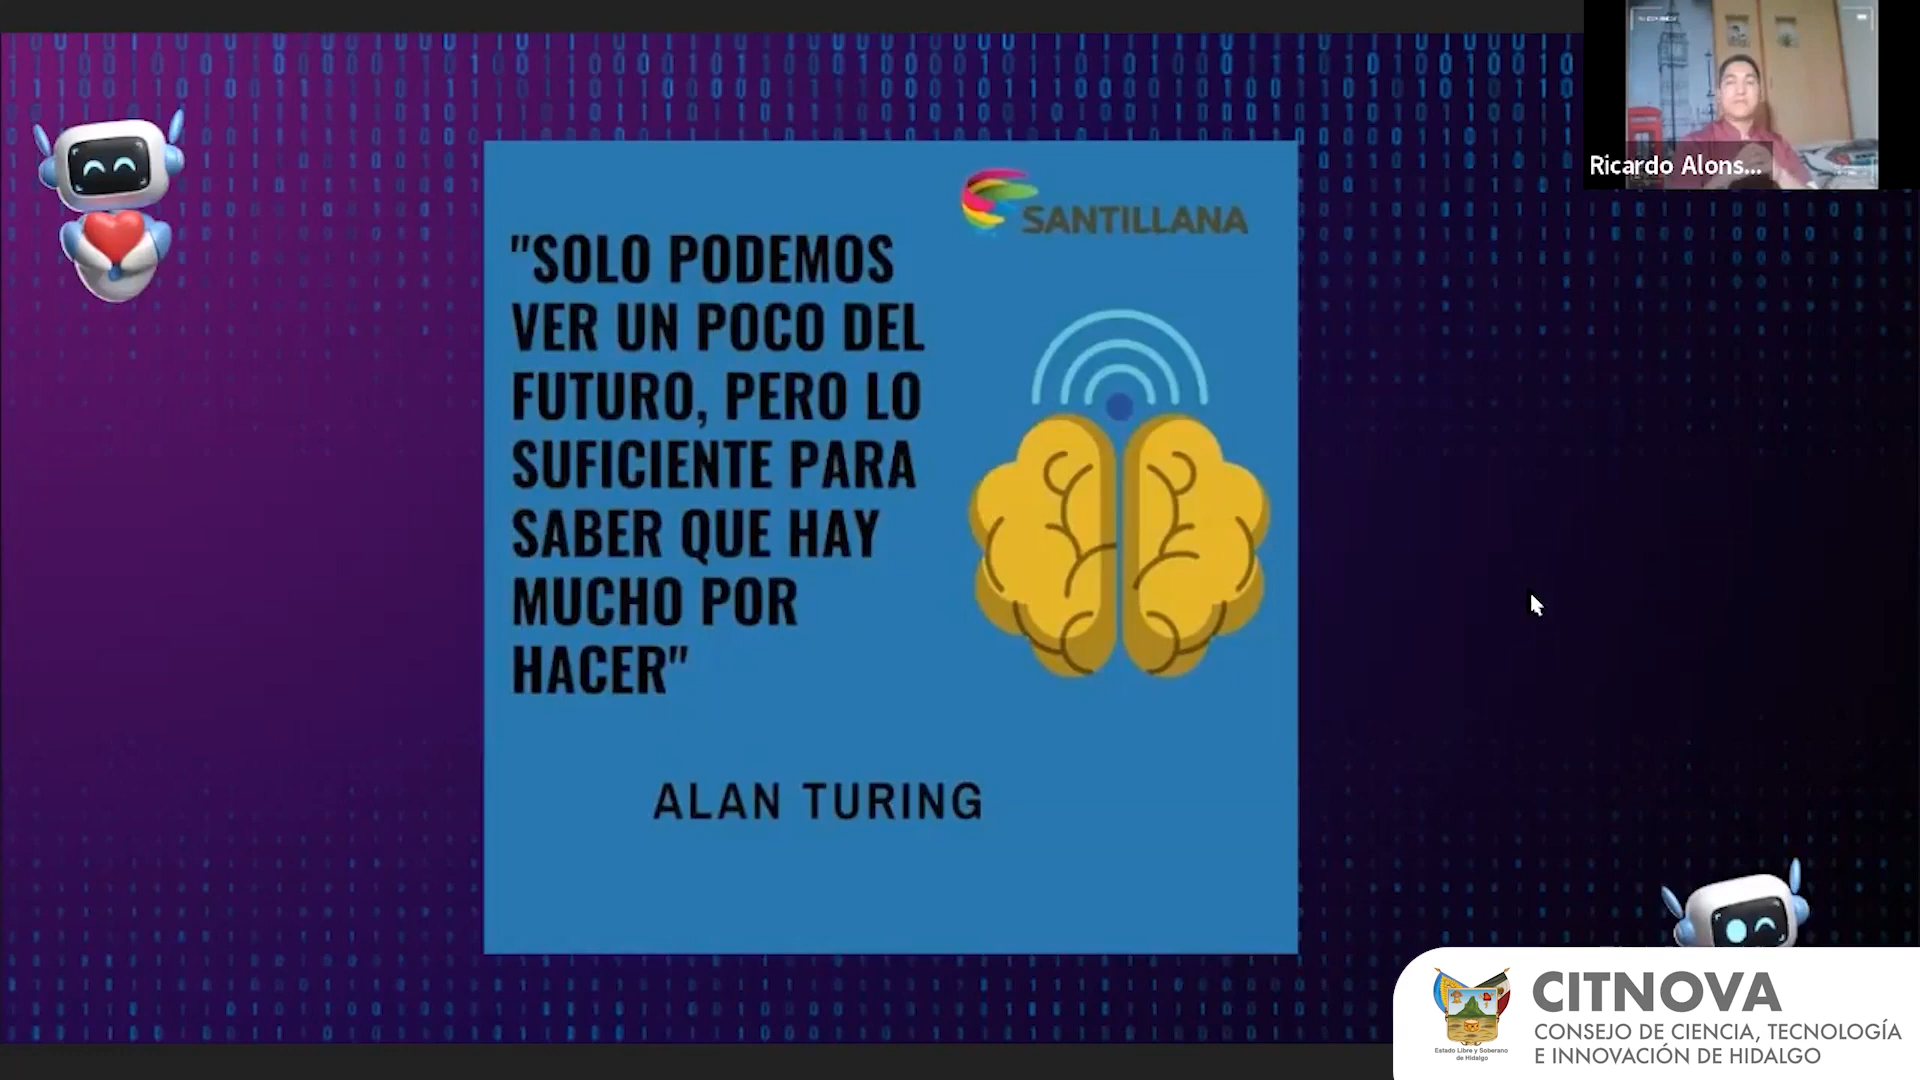 Ricardo Alons...
SANTILLANA
"SOLO PODEMOS
VER UN POCO DEL
FUTURO, PERO LO
SUFICIENTE PARA
SABER QUE HAY
MUCHO POR
HACER"
ALAN TURING
CITNOVA
CONSEJO DE CIENCIA, TECNOLOGÍA
E INNOVACIÓN DE HIDALGO
Estado Libre y Soberano
de Hidalgo